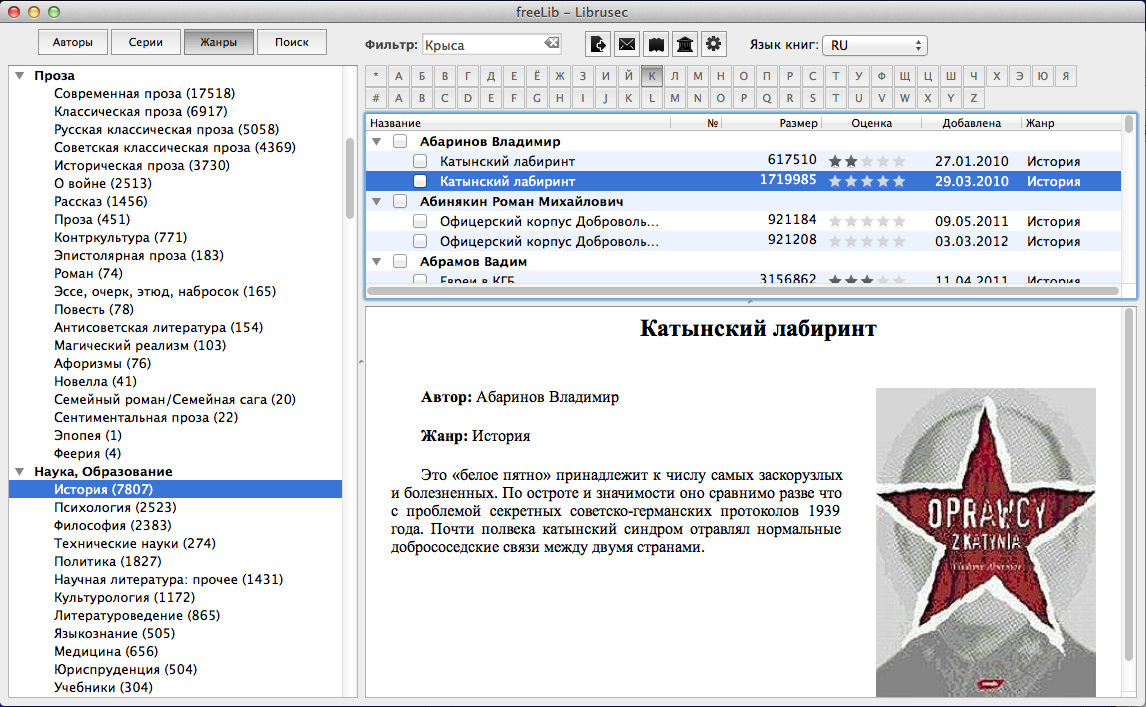 freeLib – Librusec
Авторы Серии Жанры Поиск
Фильтр: Крыса Язык книг: RU
* А Б В Г Д Е Ё Ж З И Й К Л М Н О П Р С Т У Ф Щ Ц Ш Ч Х Э Ю Я
# A B C D E F G H I J K L M N O P Q R S T U V W X Y Z
Проза
Современная проза (17518)
Классическая проза (6917)
Русская классическая проза (5058)
Советская классическая проза (4369)
Историческая проза (3730)
О войне (2513)
Рассказ (1456)
Проза (451)
Контркультура (771)
Эпистолярная проза (183)
Роман (74)
Эссе, очерк, этюд, набросок (165)
Повесть (78)
Антисоветская литература (154)
Магический реализм (103)
Афоризмы (76)
Новелла (41)
Семейный роман/Семейная сага (20)
Сентиментальная проза (22)
Эпопея (1)
Феерия (4)
Наука, Образование
История (7807)
Психология (2523)
Философия (2383)
Технические науки (274)
Политика (1827)
Научная литература: прочее (1431)
Культурология (1172)
Литературоведение (865)
Языкознание (505)
Медицина (656)
Юриспруденция (504)
Учебники (304)
Название № Размер Оценка Добавлена Жанр
Абаринов Владимир
Катынский лабиринт 617510 27.01.2010 История
Катынский лабиринт 1719985 29.03.2010 История
Абинякин Роман Михайлович
Офицерский корпус Доброволь... 921184 09.05.2011 История
Офицерский корпус Доброволь... 921208 03.03.2012 История
Абрамов Вадим
Евреи в КГБ 3156862 11.04.2011 История
Катынский лабиринт
Автор: Абаринов Владимир
Жанр: История
Это «белое пятно» принадлежит к числу самых заскорузлых
и болезненных. По остроте и значимости оно сравнимо разве что
с проблемой секретных советско-германских протоколов 1939
года. Почти полвека катынский синдром отравлял нормальные
добрососедские связи между двумя странами.
OPRAWCY
Z KATYNIA